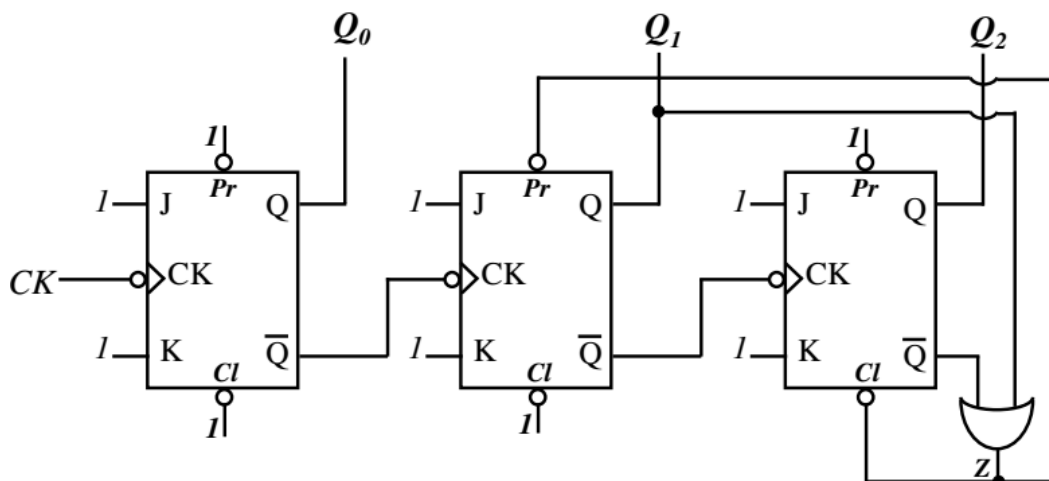 Q0 Q1 Q2
1 1
Pr Pr Pr
1 J Q 1 J Q 1 J Q
CK CK CK CK
1 K Q̅ 1 K Q̅ 1 K Q̅
Cl Cl Cl
1 1
Z